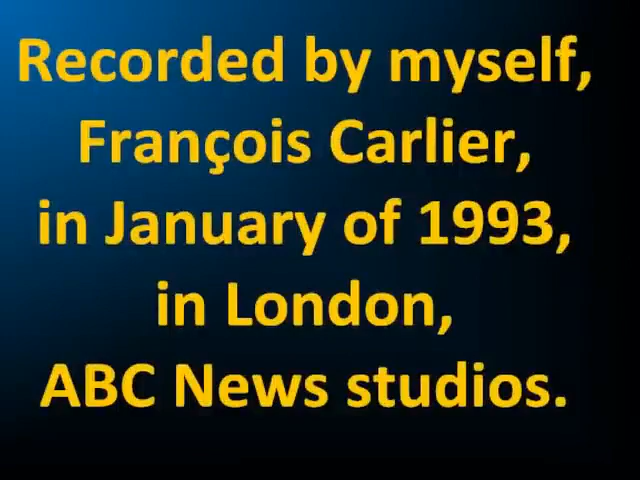 Recorded by myself,
François Carlier,
in January of 1993,
in London,
ABC News studios.